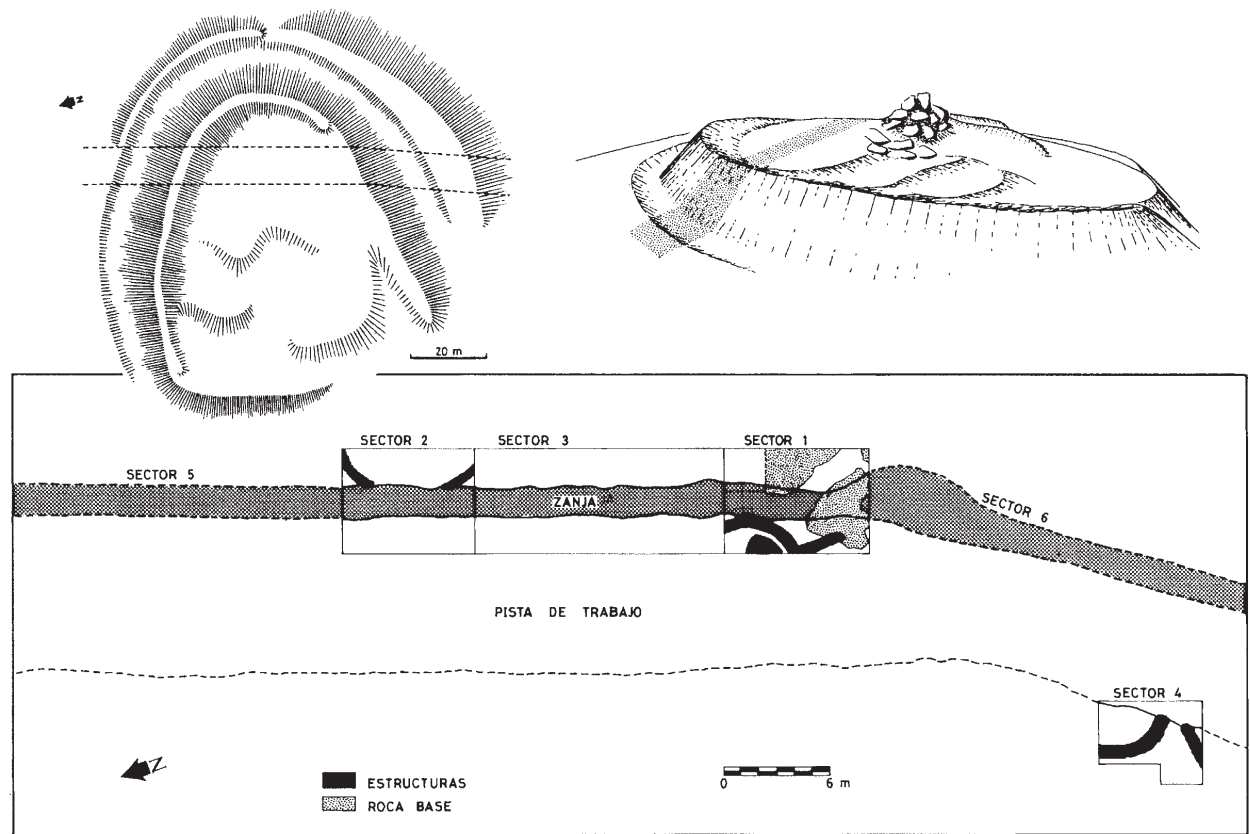 N
20 m
SECTOR 2
SECTOR 3
SECTOR 1
SECTOR 5
ZANJA
SECTOR 6
PISTA DE TRABAJO
SECTOR 4
N
ESTRUCTURAS
ROCA BASE
0 6 m